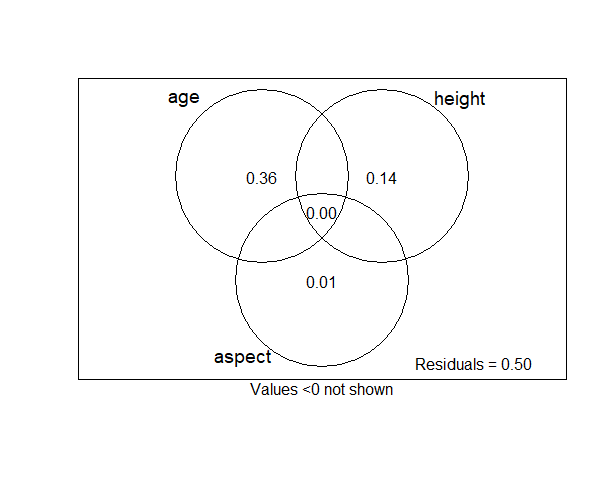 age
height
0.36
0.14
0.00
0.01
aspect
Residuals = 0.50
Values <0 not shown